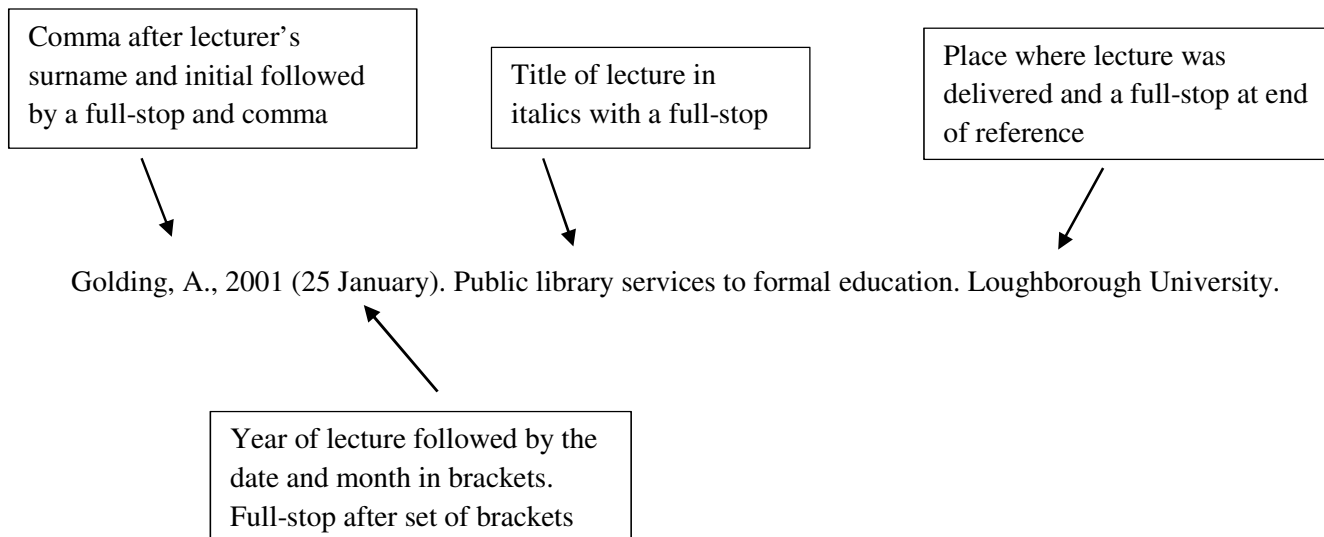 Comma after lecturer's
surname and initial followed
by a full-stop and comma
Title of lecture in
italics with a full-stop
Place where lecture was
delivered and a full-stop at end
of reference
Golding, A., 2001 (25 January). Public library services to formal education. Loughborough University.
Year of lecture followed by the
date and month in brackets.
Full-stop after set of brackets